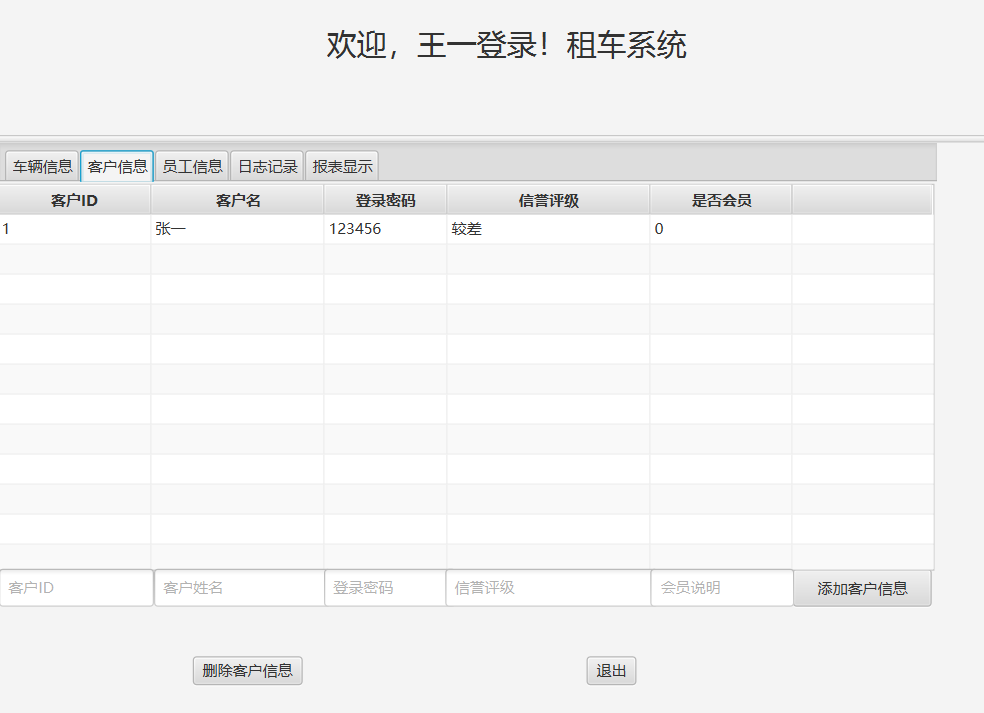 欢迎，王一登录！租车系统
车辆信息 客户信息 员工信息 日志记录 报表显示
客户ID 客户名 登录密码 信誉评级 是否会员
1 张一 123456 较差 0
客户ID 客户姓名 登录密码 信誉评级 会员说明 添加客户信息
删除客户信息 退出